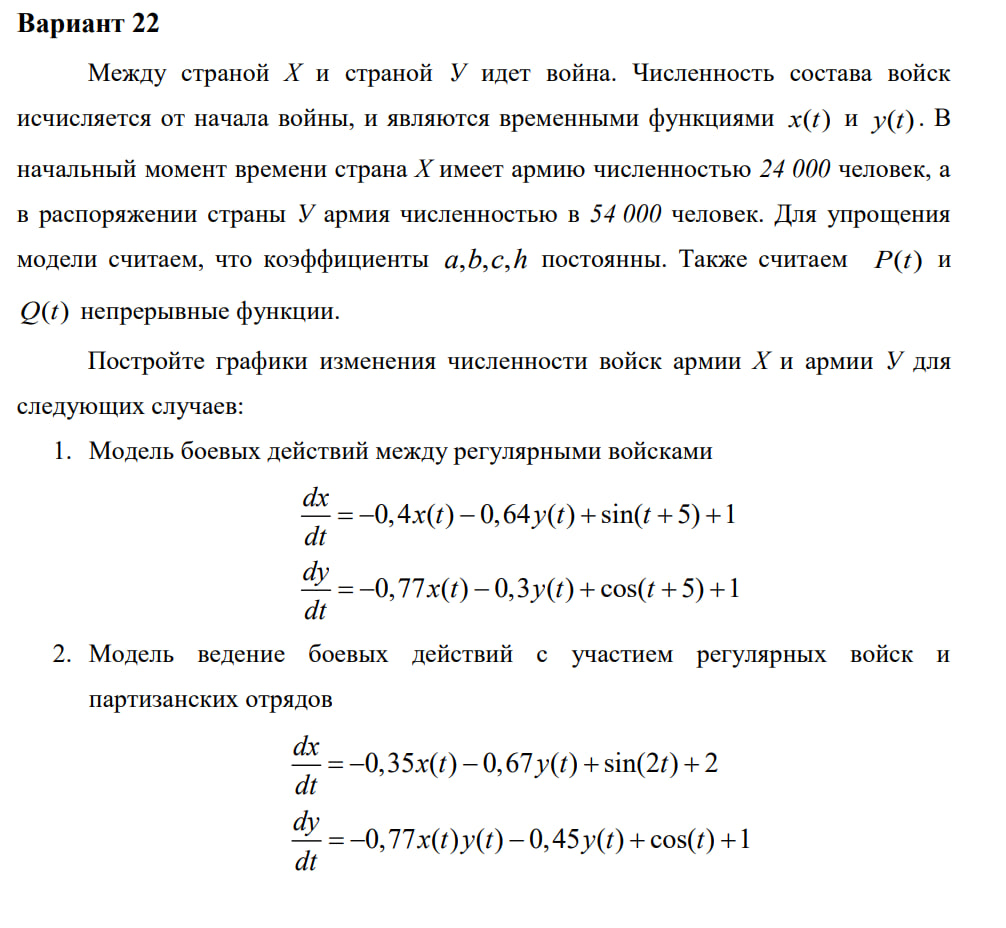 Вариант 22
Между страной X и страной У идет война. Численность состава войск
исчисляется от начала войны, и являются временными функциями x(t) и y(t). В
начальный момент времени страна X имеет армию численностью 24 000 человек, а
в распоряжении страны У армия численностью в 54 000 человек. Для упрощения
модели считаем, что коэффициенты a,b,c,h постоянны. Также считаем P(t) и
Q(t) непрерывные функции.
Постройте графики изменения численности войск армии X и армии У для
следующих случаев:
1. Модель боевых действий между регулярными войсками
dx/dt = −0,4x(t) − 0,64y(t) + sin(t + 5) + 1
dy/dt = −0,77x(t) − 0,3y(t) + cos(t + 5) + 1
2. Модель ведение боевых действий с участием регулярных войск и
партизанских отрядов
dx/dt = −0,35x(t) − 0,67y(t) + sin(2t) + 2
dy/dt = −0,77x(t)y(t) − 0,45y(t) + cos(t) + 1